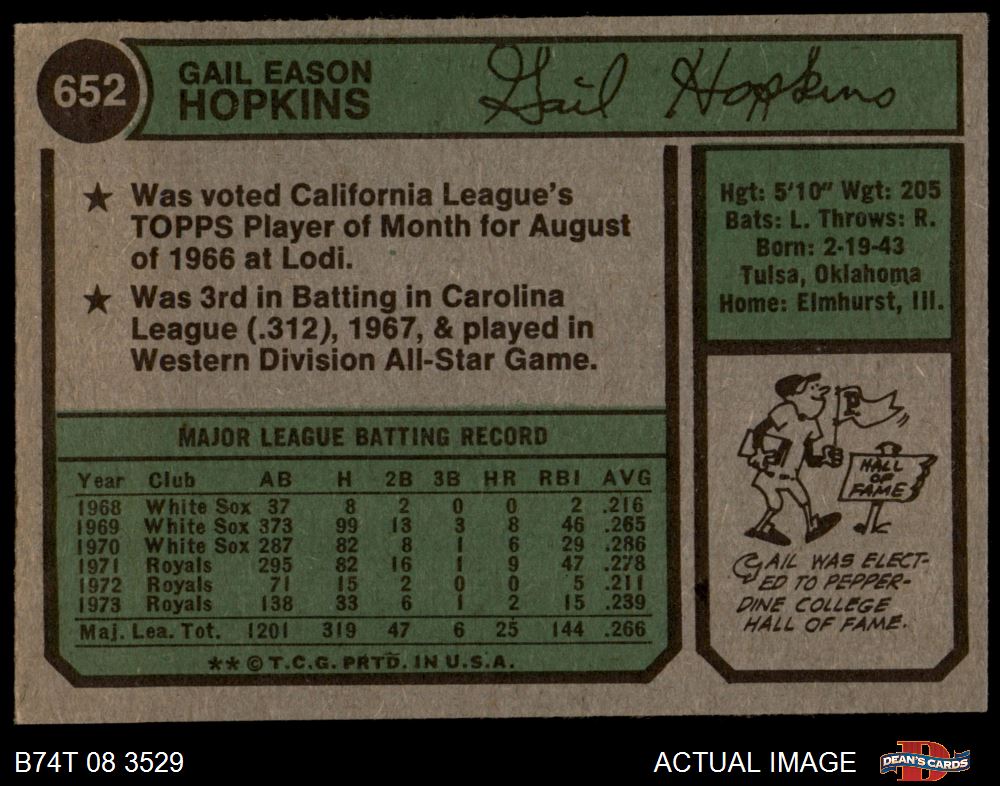 652
GAIL EASON
HOPKINS
Gail Hopkins
★ Was voted California League's
TOPPS Player of Month for August
of 1966 at Lodi.
★ Was 3rd in Batting in Carolina
League (.312), 1967, & played in
Western Division All-Star Game.
MAJOR LEAGUE BATTING RECORD
Year Club AB H 2B 3B HR RBI AVG
1968 White Sox 37 8 2 0 0 2 .216
1969 White Sox 373 99 13 3 8 46 .265
1970 White Sox 287 82 8 1 6 29 .286
1971 Royals 295 82 16 1 9 47 .278
1972 Royals 71 15 2 0 0 5 .211
1973 Royals 138 33 6 1 2 15 .239
Maj. Lea. Tot. 1201 319 47 6 25 144 .266
** © T.C.G. PRTD. IN U.S.A.
Hgt: 5'10" Wgt: 205
Bats: L. Throws: R.
Born: 2-19-43
Tulsa, Oklahoma
Home: Elmhurst, Ill.
P
HALL
OF
FAME
GAIL WAS ELECT-
ED TO PEPPER-
DINE COLLEGE
HALL OF FAME.
B74T 08 3529
ACTUAL IMAGE
D
DEAN'S CARDS